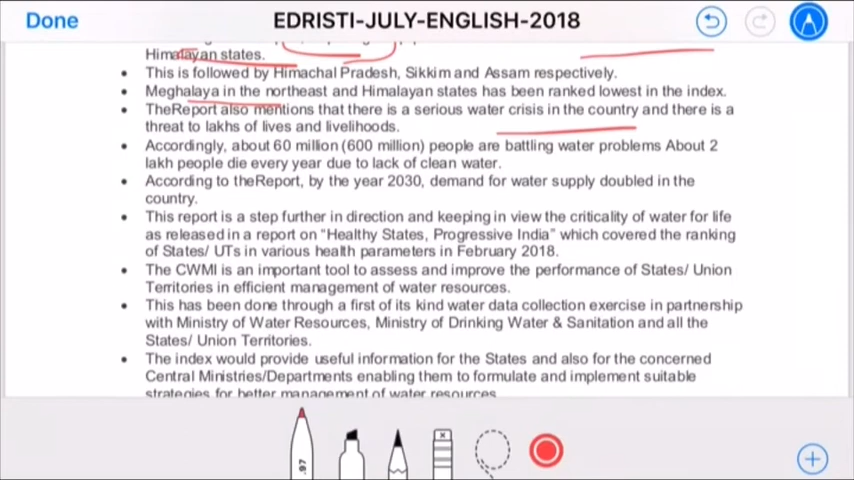 Done
EDRISTI-JULY-ENGLISH-2018
Himalayan states.
• This is followed by Himachal Pradesh, Sikkim and Assam respectively.
• Meghalaya in the northeast and Himalayan states has been ranked lowest in the index.
• TheReport also mentions that there is a serious water crisis in the country and there is a
threat to lakhs of lives and livelihoods.
• Accordingly, about 60 million (600 million) people are battling water problems About 2
lakh people die every year due to lack of clean water.
• According to theReport, by the year 2030, demand for water supply doubled in the
country.
• This report is a step further in direction and keeping in view the criticality of water for life
as released in a report on “Healthy States, Progressive India” which covered the ranking
of States/ UTs in various health parameters in February 2018.
• The CWMI is an important tool to assess and improve the performance of States/ Union
Territories in efficient management of water resources.
• This has been done through a first of its kind water data collection exercise in partnership
with Ministry of Water Resources, Ministry of Drinking Water & Sanitation and all the
States/ Union Territories.
• The index would provide useful information for the States and also for the concerned
Central Ministries/Departments enabling them to formulate and implement suitable
strategies for better management of water resources
.97